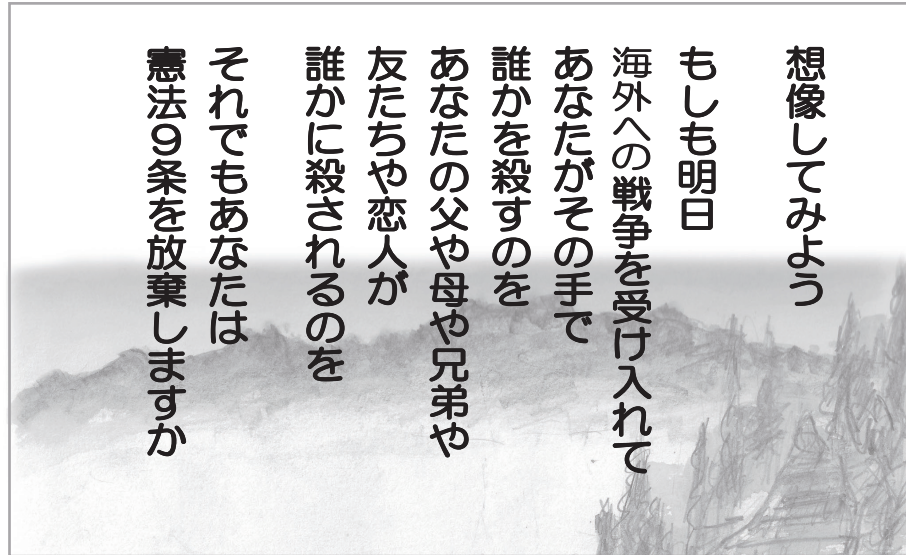 想像してみよう
もしも明日
海外への戦争を受け入れて
あなたがその手で
誰かを殺すのを
あなたの父や母や兄弟や
友たちや恋人が
誰かに殺されるのを
それでもあなたは
憲法9条を放棄しますか